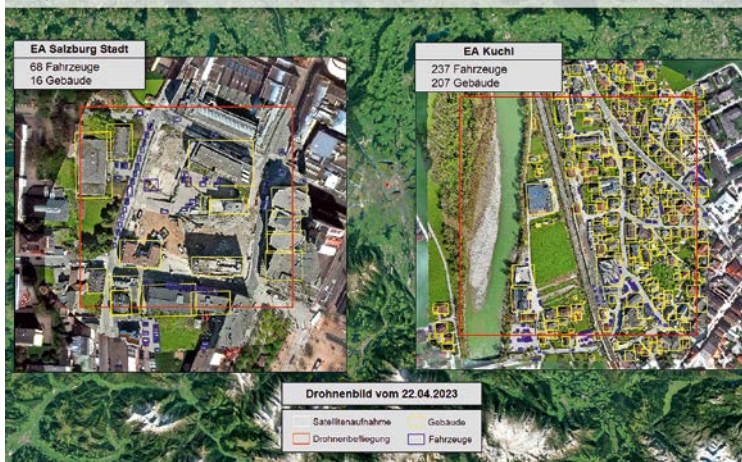 EA Salzburg Stadt
68 Fahrzeuge
16 Gebäude
EA Kuchl
237 Fahrzeuge
207 Gebäude
Drohnenbild vom 22.04.2023
Satellitenaufnahme
Gebäude
Drohnenbefliegung
Fahrzeuge